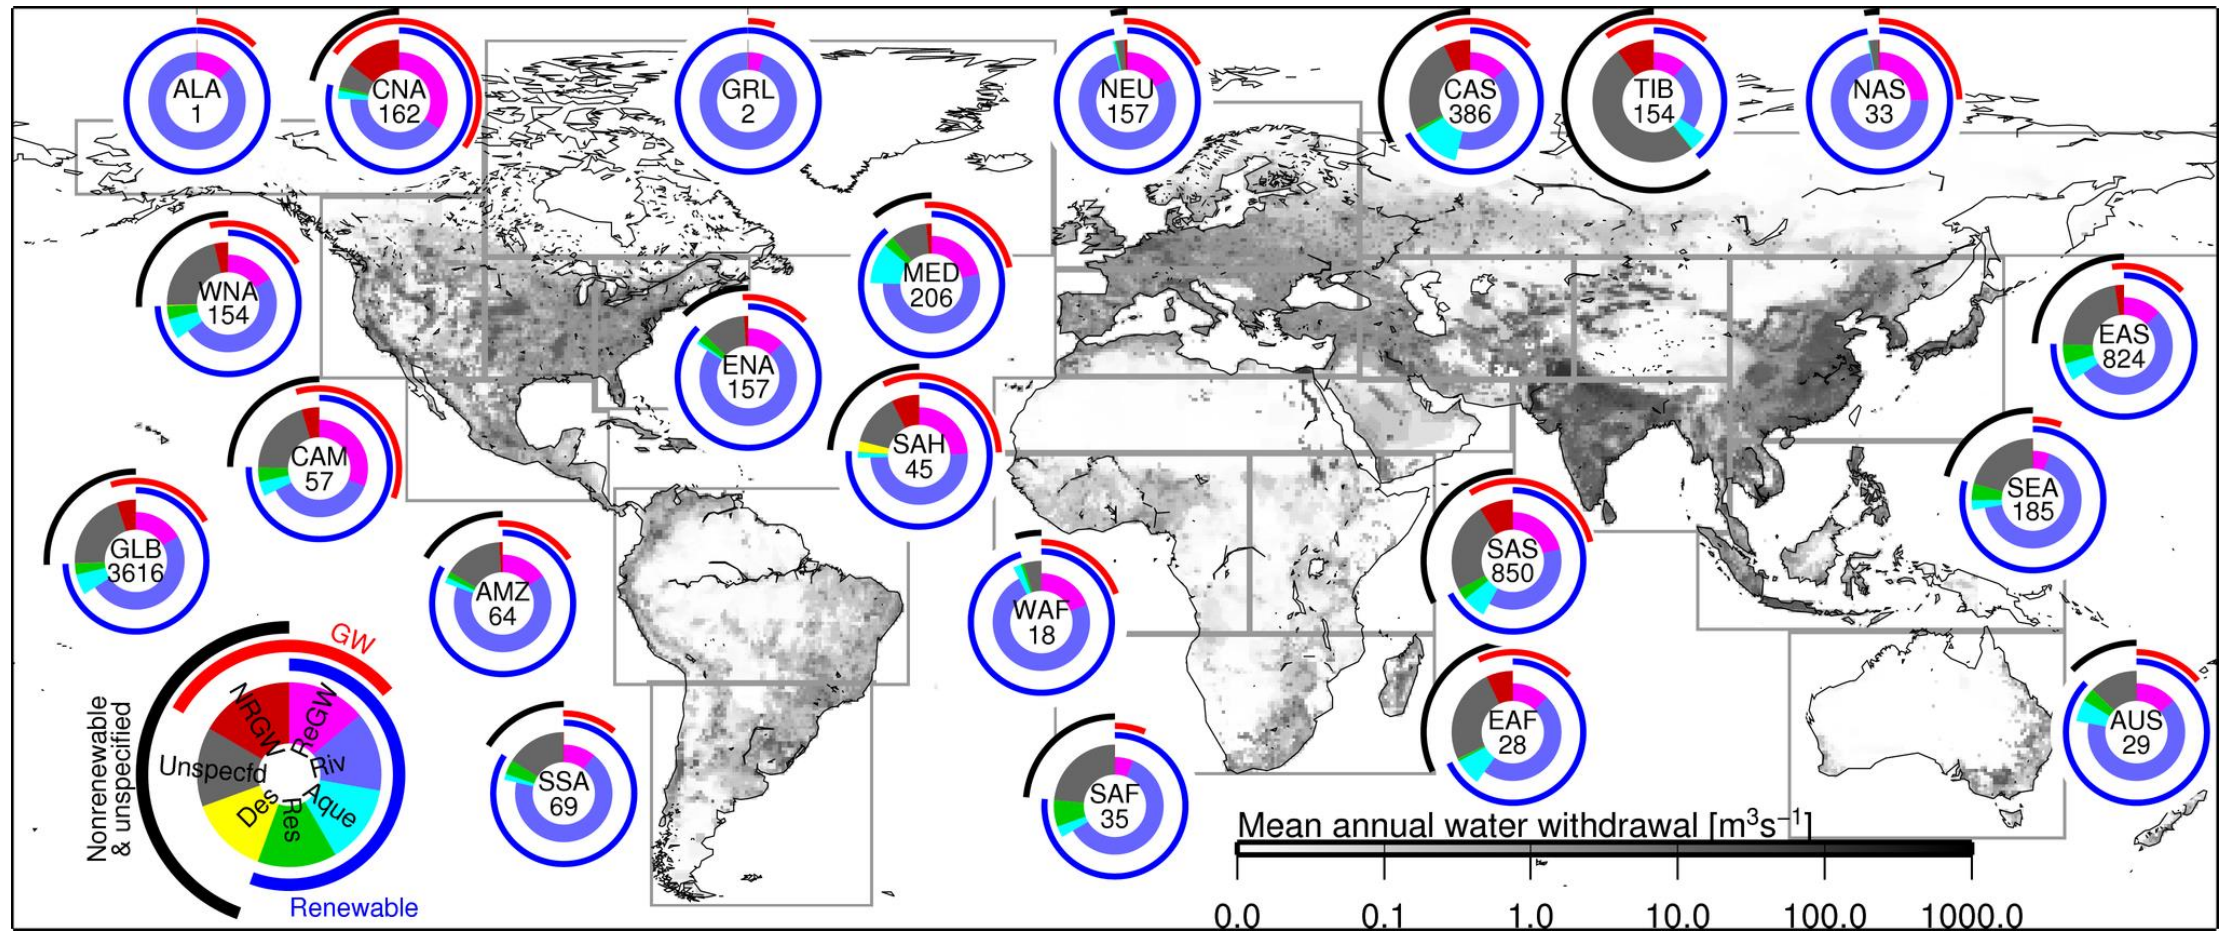 ALA
1
CNA
162
GRL
2
NEU
157
CAS
386
TIB
154
NAS
33
WNA
154
MED
206
ENA
157
EAS
824
CAM
57
SAH
45
SEA
185
GLB
3616
AMZ
64
WAF
18
SAS
850
SSA
69
SAF
35
EAF
28
AUS
29
GW
NRGW
ReGW
Unspecfd
Riv
Des
Res
Aque
Nonrenewable
& unspecified
Renewable
Mean annual water withdrawal [m³s⁻¹]
0.0 0.1 1.0 10.0 100.0 1000.0